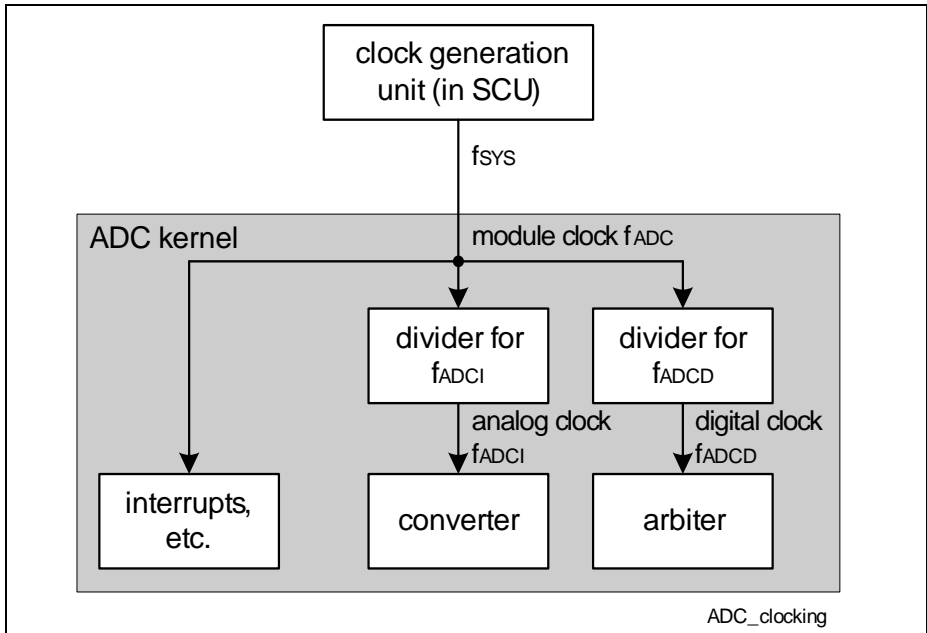 clock generation
unit (in SCU)
fSYS
ADC kernel
module clock fADC
divider for
fADCI
divider for
fADCD
analog clock
fADCI
digital clock
fADCD
interrupts,
etc.
converter
arbiter
ADC_clocking